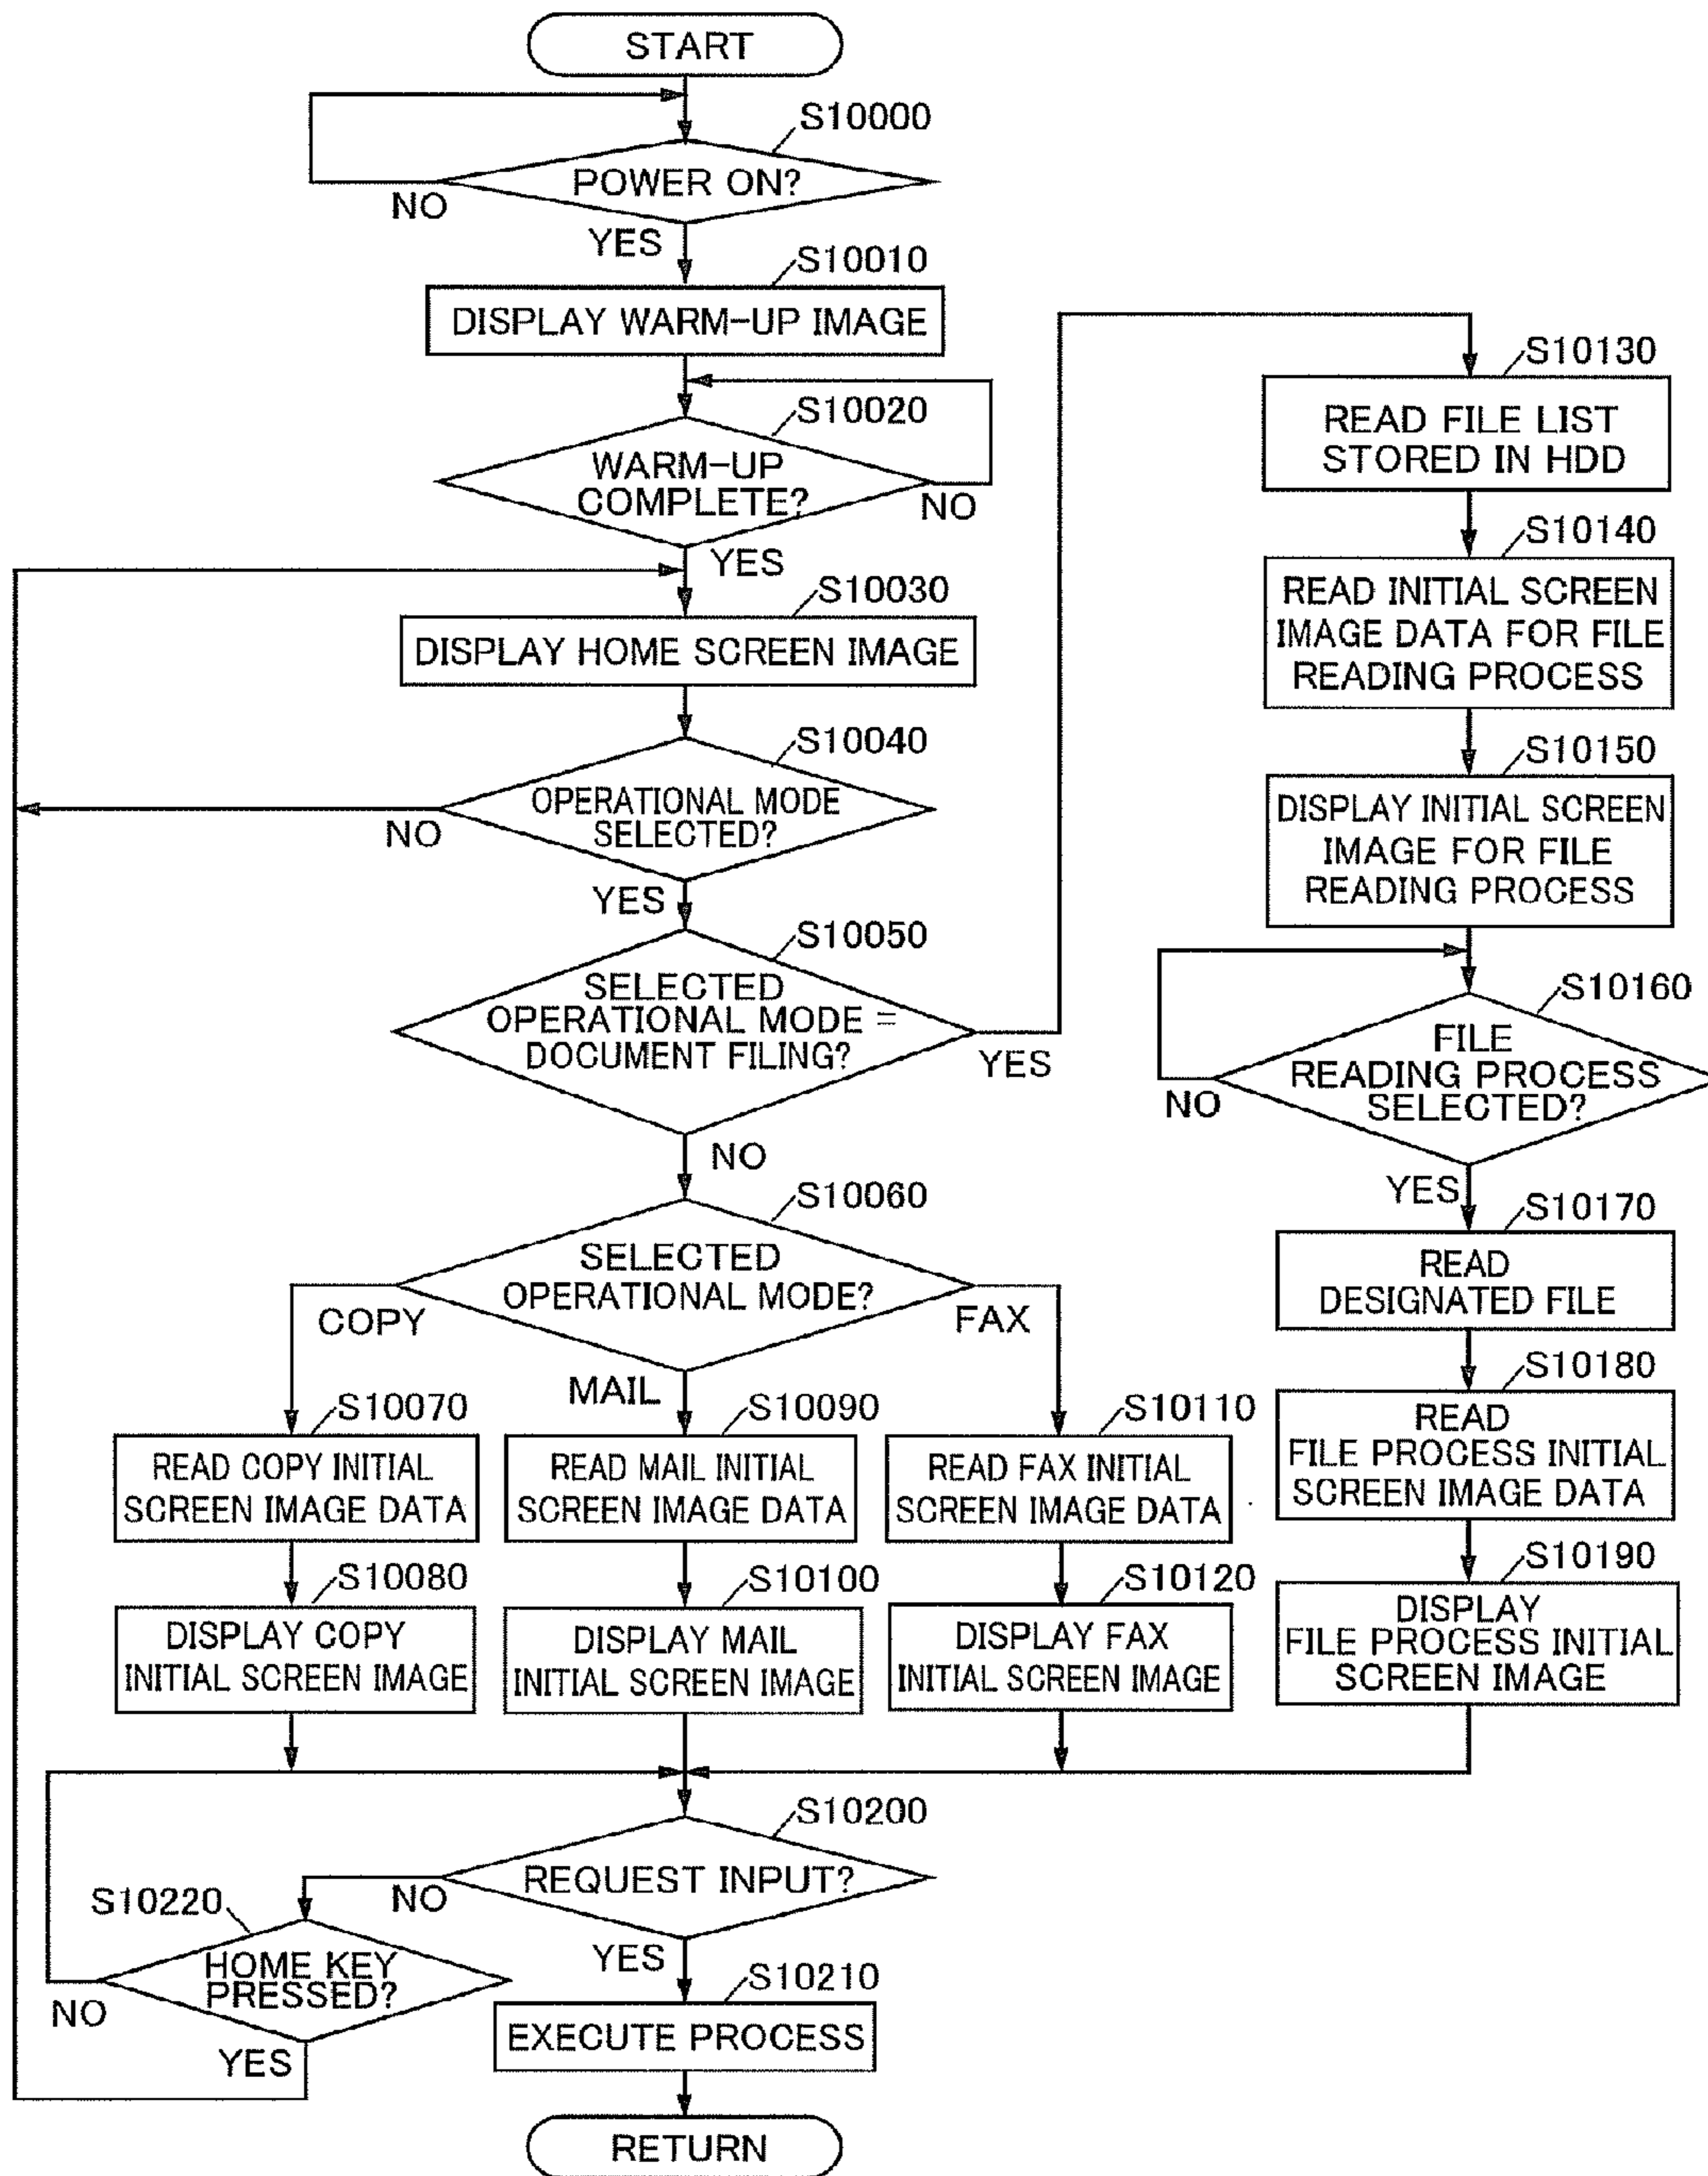 START
S10000
POWER ON?
NO
YES
S10010
DISPLAY WARM-UP IMAGE
S10020
WARM-UP
COMPLETE?
NO
YES
S10030
DISPLAY HOME SCREEN IMAGE
S10040
OPERATIONAL MODE
SELECTED?
NO
YES
S10050
SELECTED
OPERATIONAL MODE =
DOCUMENT FILING?
YES
NO
S10060
SELECTED
OPERATIONAL MODE?
COPY
MAIL
FAX
S10070
READ COPY INITIAL
SCREEN IMAGE DATA
S10080
DISPLAY COPY
INITIAL SCREEN IMAGE
S10090
READ MAIL INITIAL
SCREEN IMAGE DATA
S10100
DISPLAY MAIL
INITIAL SCREEN IMAGE
S10110
READ FAX INITIAL
SCREEN IMAGE DATA
S10120
DISPLAY FAX
INITIAL SCREEN IMAGE
S10130
READ FILE LIST
STORED IN HDD
S10140
READ INITIAL SCREEN
IMAGE DATA FOR FILE
READING PROCESS
S10150
DISPLAY INITIAL SCREEN
IMAGE FOR FILE
READING PROCESS
S10160
FILE
READING PROCESS
SELECTED?
NO
YES
S10170
READ
DESIGNATED FILE
S10180
READ
FILE PROCESS INITIAL
SCREEN IMAGE DATA
S10190
DISPLAY
FILE PROCESS INITIAL
SCREEN IMAGE
S10200
REQUEST INPUT?
NO
YES
S10220
HOME KEY
PRESSED?
NO
YES
S10210
EXECUTE PROCESS
RETURN